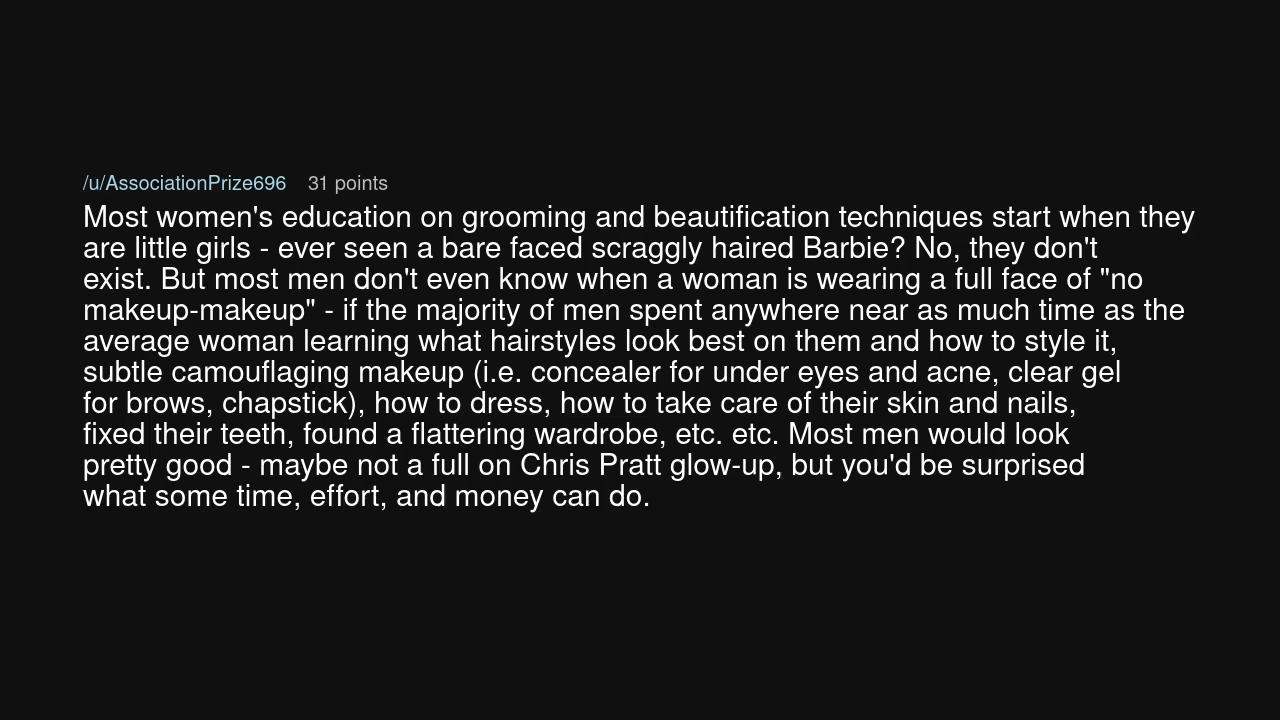 /u/AssociationPrize696 31 points
Most women's education on grooming and beautification techniques start when they
are little girls - ever seen a bare faced scraggly haired Barbie? No, they don't
exist. But most men don't even know when a woman is wearing a full face of "no
makeup-makeup" - if the majority of men spent anywhere near as much time as the
average woman learning what hairstyles look best on them and how to style it,
subtle camouflaging makeup (i.e. concealer for under eyes and acne, clear gel
for brows, chapstick), how to dress, how to take care of their skin and nails,
fixed their teeth, found a flattering wardrobe, etc. etc. Most men would look
pretty good - maybe not a full on Chris Pratt glow-up, but you'd be surprised
what some time, effort, and money can do.